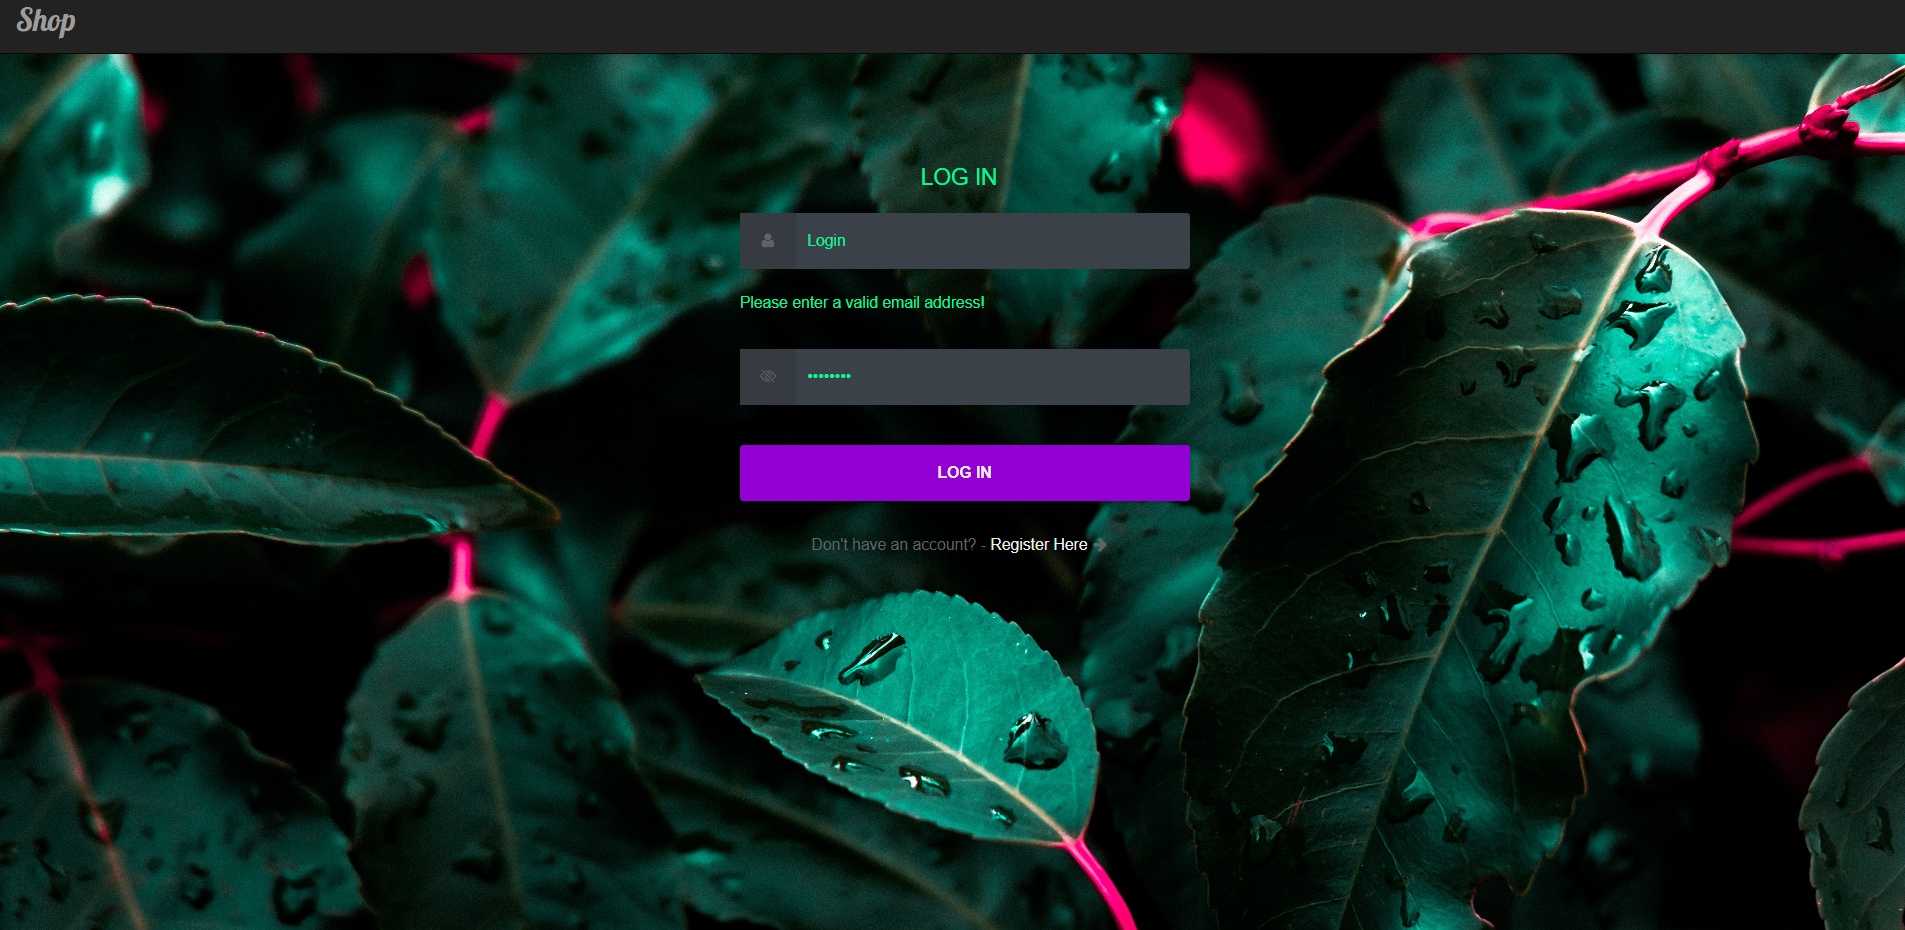 Shop
LOG IN
Login
Please enter a valid email address!
••••••••
LOG IN
Don't have an account? - Register Here